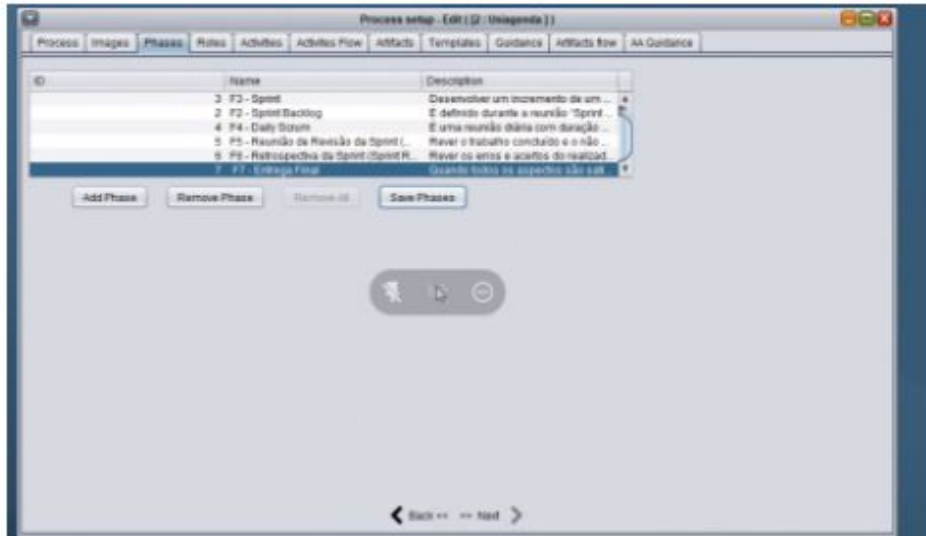 Process setup - Edit ( [2 : Uniagenda ] )
Process Images Phases Roles Activities Activities Flow Artifacts Templates Guidance Artifacts flow AA Guidance
ID Name Description
3 F3 - Sprint Desenvolver um incremento de um ...
2 F2 - Sprint Backlog É definido durante a reunião "Sprint ...
4 F4 - Daily Scrum É uma reunião diária com duração ...
5 F5 - Reunião de Revisão da Sprint (... Rever o trabalho concluído e o não ...
6 F6 - Retrospectiva da Sprint (Sprint R... Rever os erros e acertos do realizad...
7 F7 - Entrega Final Quando todos os aspectos são sati...
Add Phase Remove Phase Remove All Save Phases
Back << >> Next